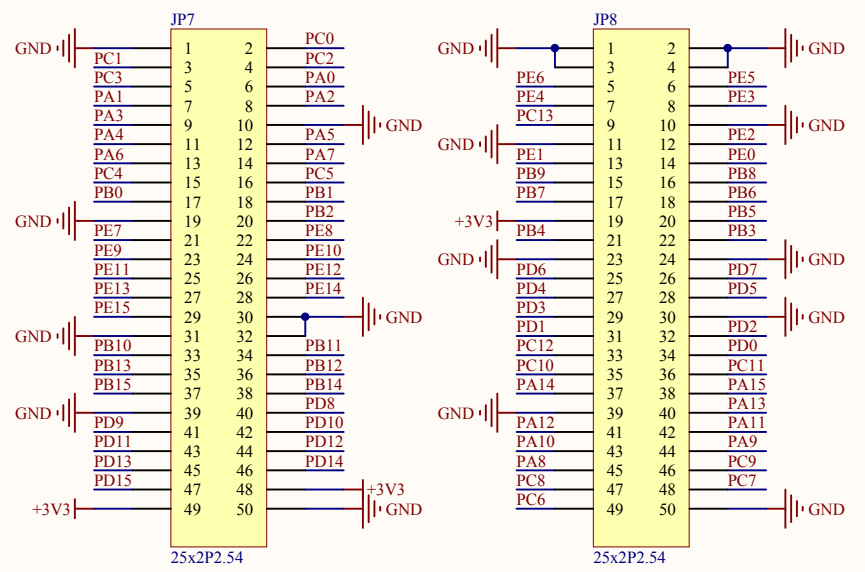 JP7
GND 1 2 PC0
PC1 3 4 PC2
PC3 5 6 PA0
PA1 7 8 PA2
PA3 9 10 GND
PA4 11 12 PA5
PA6 13 14 PA7
PC4 15 16 PC5
PB0 17 18 PB1
GND 19 20 PB2
PE7 21 22 PE8
PE9 23 24 PE10
PE11 25 26 PE12
PE13 27 28 PE14
PE15 29 30 GND
GND 31 32
PB10 33 34 PB11
PB13 35 36 PB12
PB15 37 38 PB14
GND 39 40 PD8
PD9 41 42 PD10
PD11 43 44 PD12
PD13 45 46 PD14
PD15 47 48 +3V3
+3V3 49 50 GND
25x2P2.54
JP8
GND 1 2 GND
3 4
PE6 5 6 PE5
PE4 7 8 PE3
PC13 9 10 GND
GND 11 12 PE2
PE1 13 14 PE0
PB9 15 16 PB8
PB7 17 18 PB6
+3V3 19 20 PB5
PB4 21 22 PB3
GND 23 24 GND
PD6 25 26 PD7
PD4 27 28 PD5
PD3 29 30 GND
PD1 31 32 PD2
PC12 33 34 PD0
PC10 35 36 PC11
PA14 37 38 PA15
GND 39 40 PA13
PA12 41 42 PA11
PA10 43 44 PA9
PA8 45 46 PC9
PC8 47 48 PC7
PC6 49 50 GND
25x2P2.54